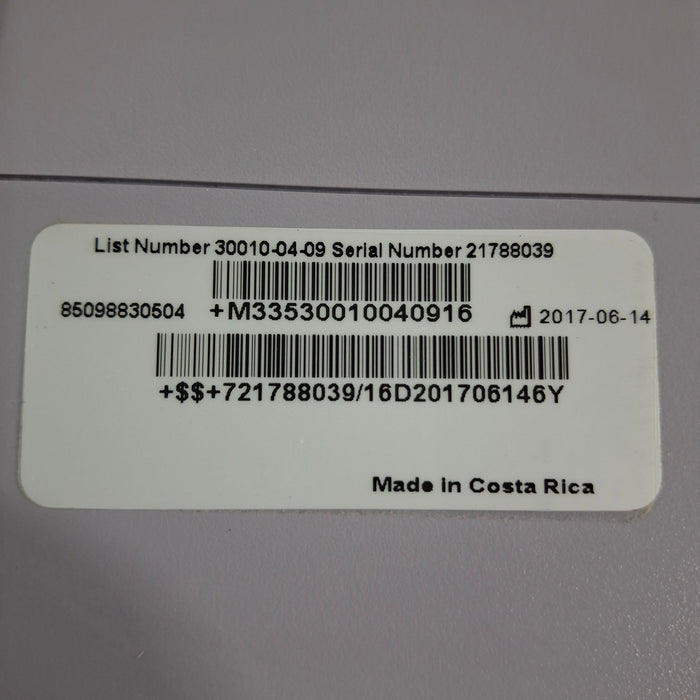 List Number 30010-04-09 Serial Number 21788039
85098830504 +M33530010040916 2017-06-14
+$$+721788039/16D201706146Y
Made in Costa Rica